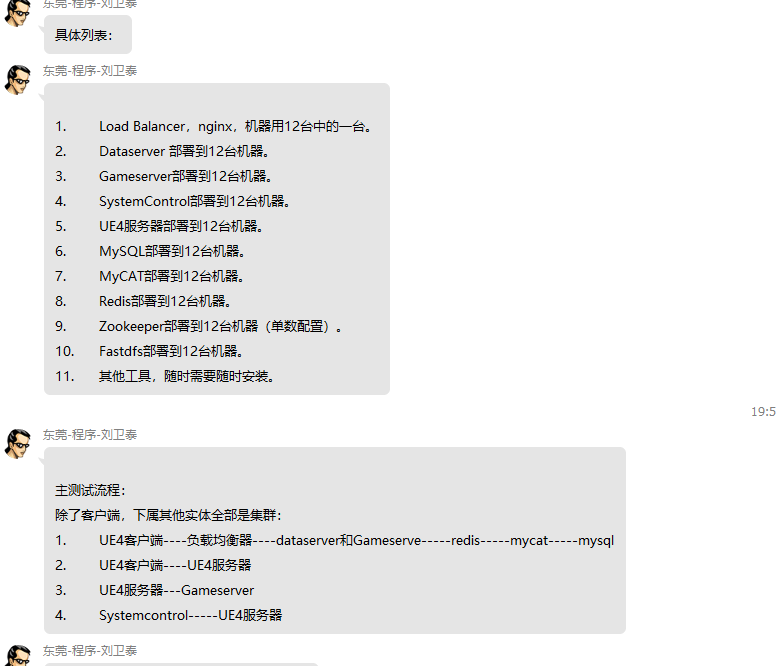 东莞-程序-刘卫泰
具体列表：
东莞-程序-刘卫泰
1. Load Balancer，nginx，机器用12台中的一台。
2. Dataserver 部署到12台机器。
3. Gameserver部署到12台机器。
4. SystemControl部署到12台机器。
5. UE4服务器部署到12台机器。
6. MySQL部署到12台机器。
7. MyCAT部署到12台机器。
8. Redis部署到12台机器。
9. Zookeeper部署到12台机器（单数配置）。
10. Fastdfs部署到12台机器。
11. 其他工具，随时需要随时安装。
19:5
东莞-程序-刘卫泰
主测试流程：
除了客户端，下属其他实体全部是集群：
1. UE4客户端----负载均衡器----dataserver和Gameserve-----redis-----mycat-----mysql
2. UE4客户端----UE4服务器
3. UE4服务器---Gameserver
4. Systemcontrol-----UE4服务器
东莞-程序-刘卫泰